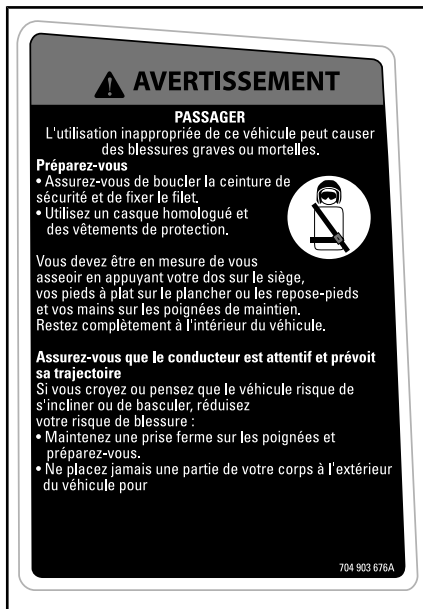 AVERTISSEMENT
PASSAGER
L'utilisation inappropriée de ce véhicule peut causer
des blessures graves ou mortelles.
Préparez-vous
• Assurez-vous de boucler la ceinture de
sécurité et de fixer le filet.
• Utilisez un casque homologué et
des vêtements de protection.
Vous devez être en mesure de vous
asseoir en appuyant votre dos sur le siège,
vos pieds à plat sur le plancher ou les repose-pieds
et vos mains sur les poignées de maintien.
Restez complètement à l'intérieur du véhicule.
Assurez-vous que le conducteur est attentif et prévoit
sa trajectoire
Si vous croyez ou pensez que le véhicule risque de
s'incliner ou de basculer, réduisez
votre risque de blessure :
• Maintenez une prise ferme sur les poignées et
préparez-vous.
• Ne placez jamais une partie de votre corps à l'extérieur
du véhicule pour
704 903 676A